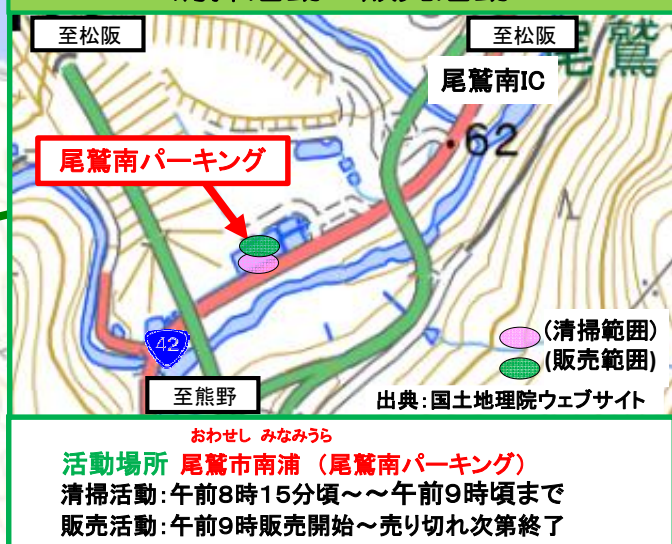 至松阪
至松阪
尾鷲
尾鷲南IC
62
尾鷲南パーキング
(清掃範囲)
(販売範囲)
42
至熊野
出典：国土地理院ウェブサイト
おわせし みなみうら
活動場所 尾鷲市南浦 （尾鷲南パーキング）
清掃活動：午前8時15分頃～～午前9時頃まで
販売活動：午前9時販売開始～売り切れ次第終了